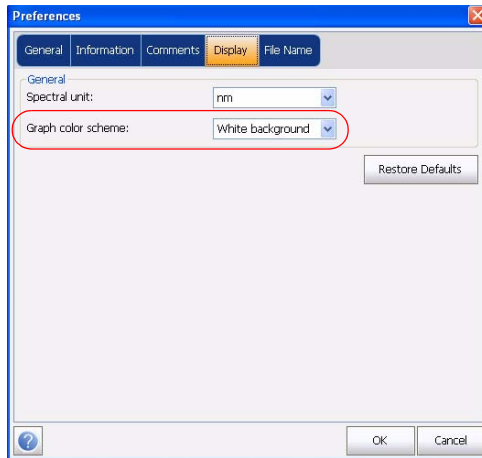 Preferences
General Information Comments Display File Name
General
Spectral unit: nm
Graph color scheme: White background
Restore Defaults
? OK Cancel